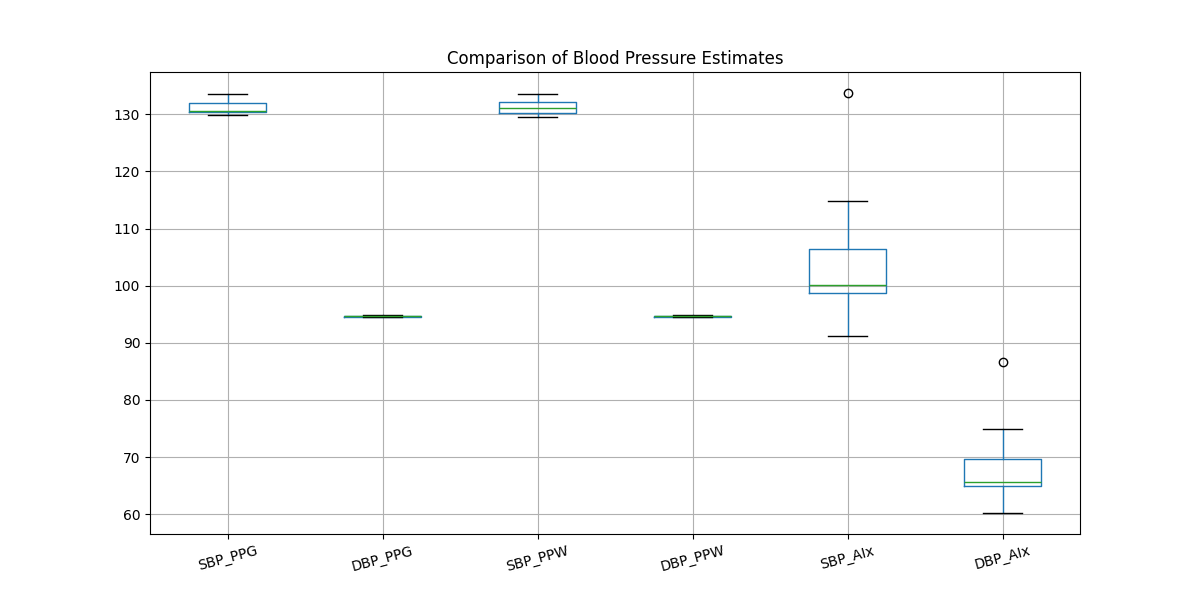 Comparison of Blood Pressure Estimates
130
120
110
100
90
80
70
60
SBP_PPG
DBP_PPG
SBP_PPW
DBP_PPW
SBP_AIx
DBP_AIx